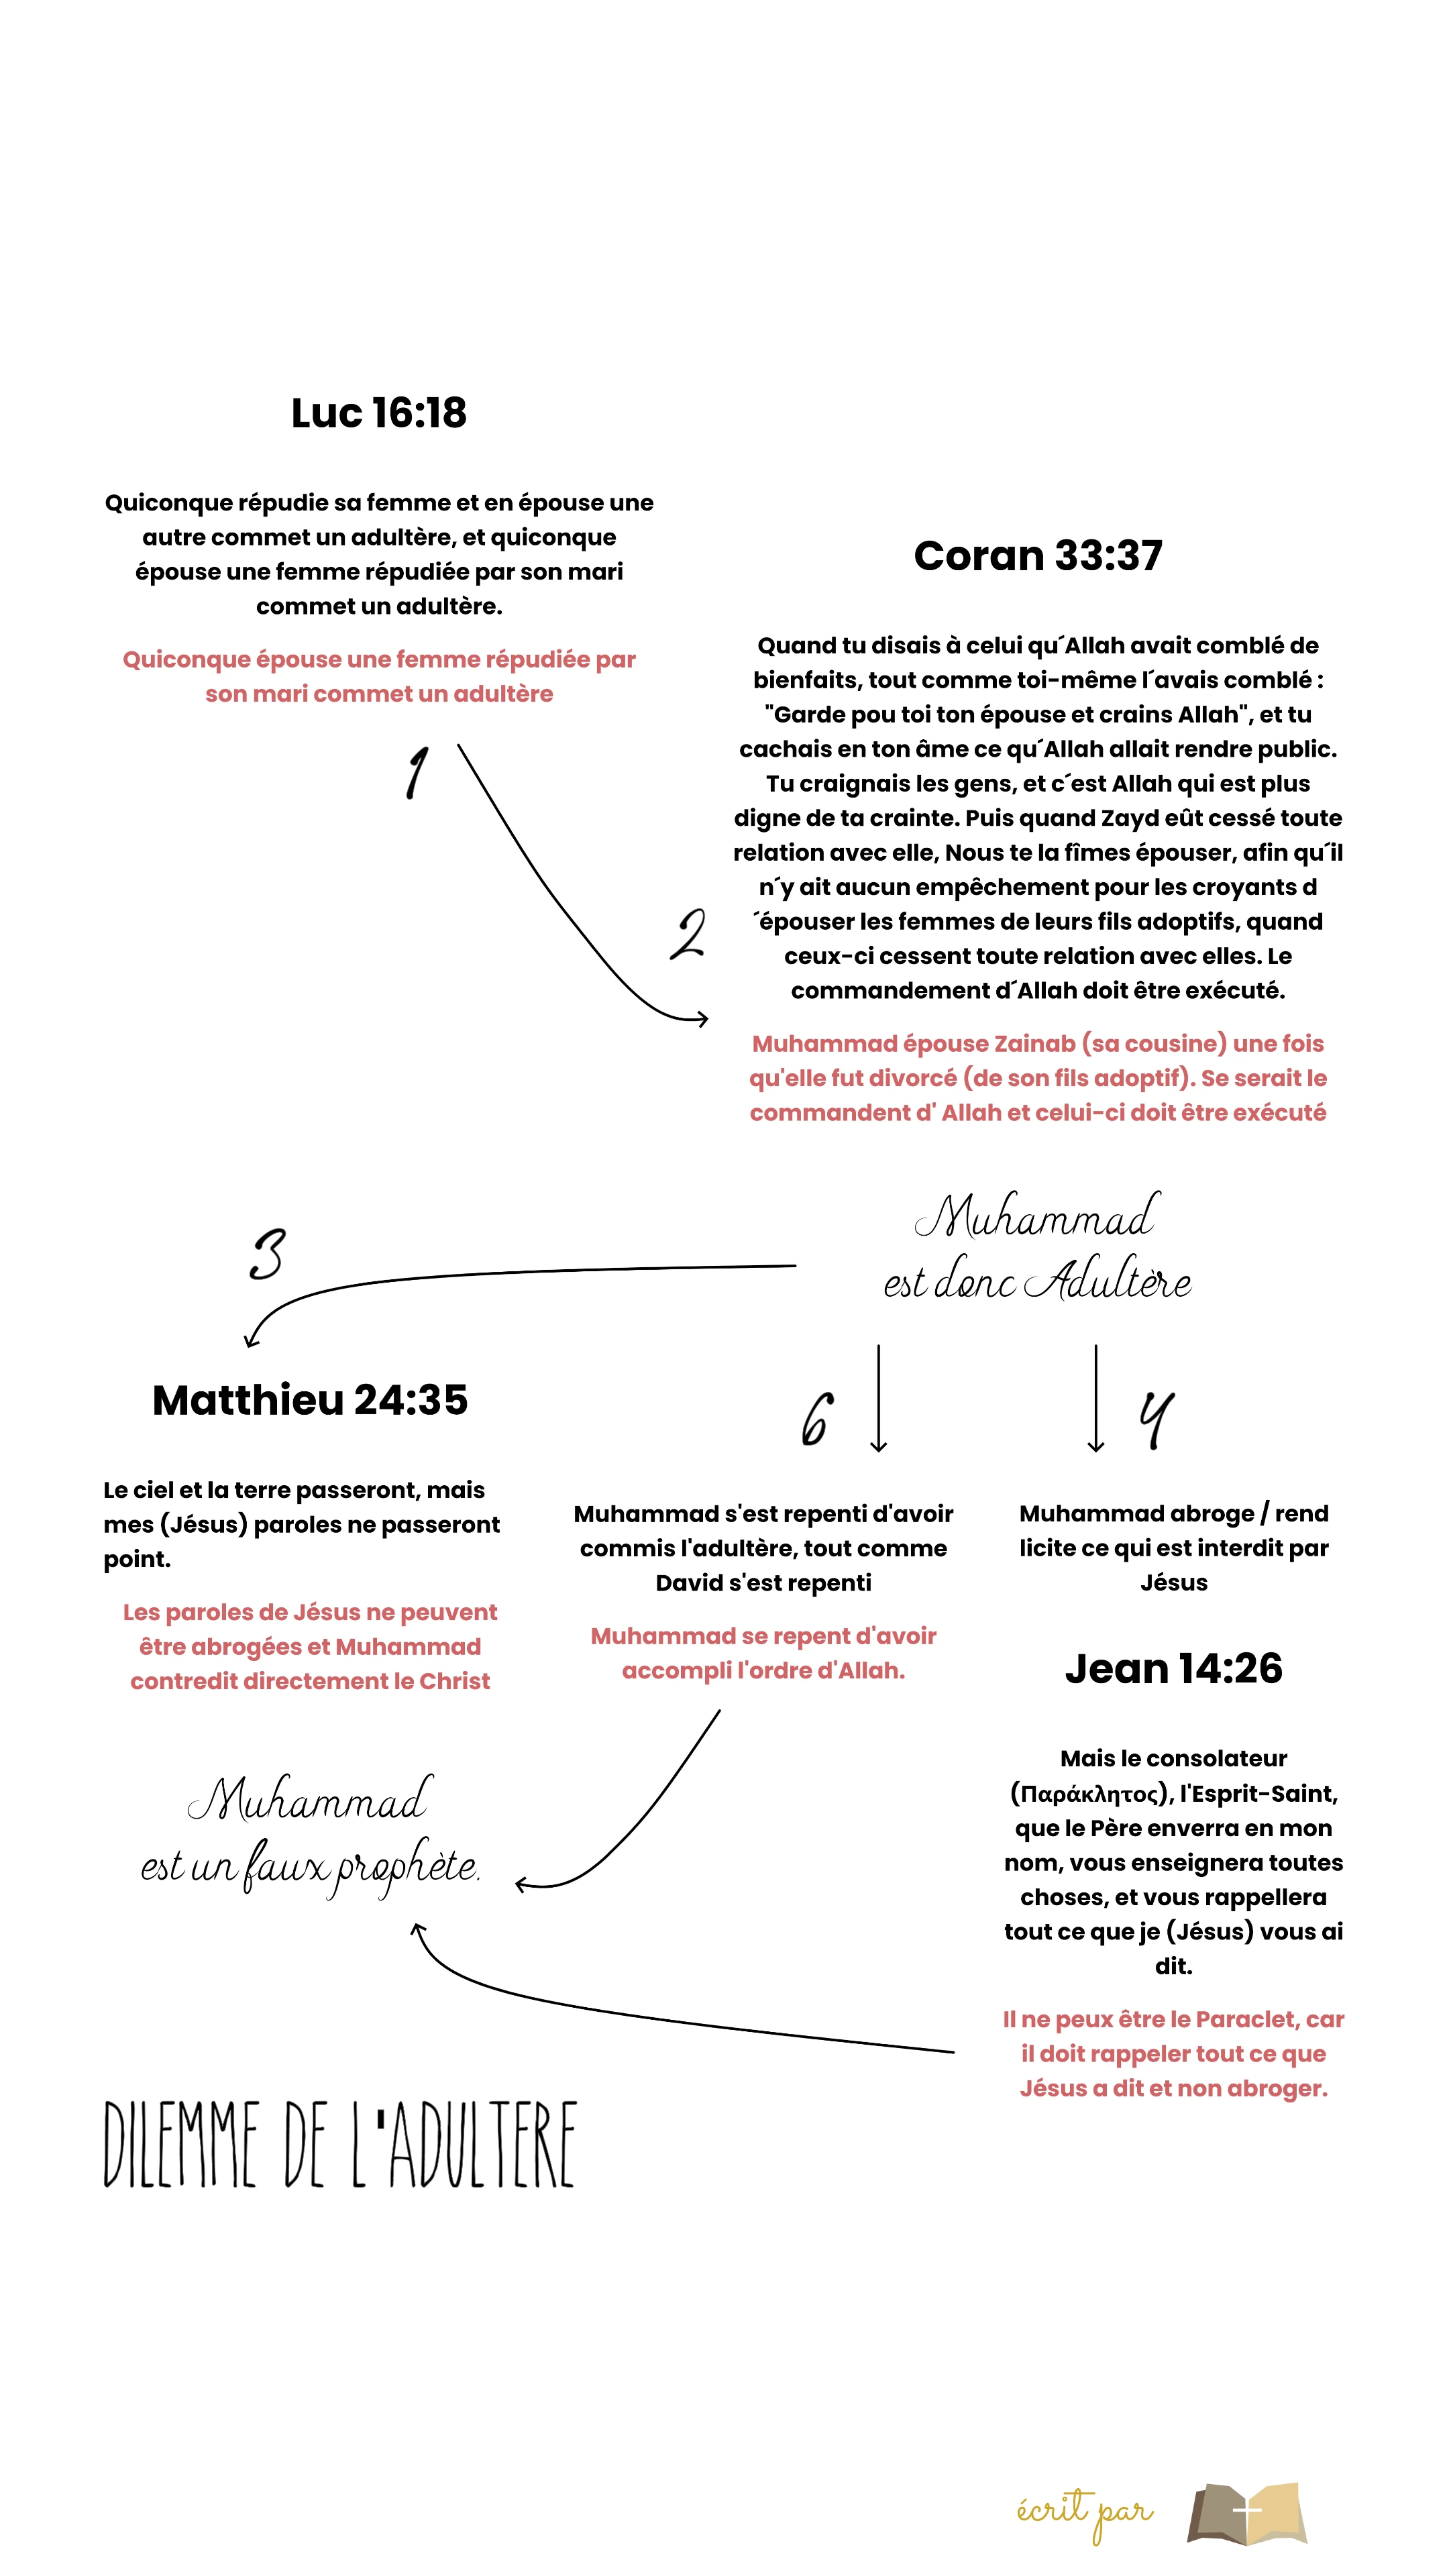 Luc 16:18
Quiconque répudie sa femme et en épouse une
autre commet un adultère, et quiconque
épouse une femme répudiée par son mari
commet un adultère.
Quiconque épouse une femme répudiée par
son mari commet un adultère
1
2
Coran 33:37
Quand tu disais à celui qu´Allah avait comblé de
bienfaits, tout comme toi-même l´avais comblé :
"Garde pou toi ton épouse et crains Allah", et tu
cachais en ton âme ce qu´Allah allait rendre public.
Tu craignais les gens, et c´est Allah qui est plus
digne de ta crainte. Puis quand Zayd eût cessé toute
relation avec elle, Nous te la fîmes épouser, afin qu´il
n´y ait aucun empêchement pour les croyants d
´épouser les femmes de leurs fils adoptifs, quand
ceux-ci cessent toute relation avec elles. Le
commandement d´Allah doit être exécuté.
Muhammad épouse Zainab (sa cousine) une fois
qu'elle fut divorcé (de son fils adoptif). Se serait le
commandent d' Allah et celui-ci doit être exécuté
Muhammad
est donc Adultère
3
Matthieu 24:35
Le ciel et la terre passeront, mais
mes (Jésus) paroles ne passeront
point.
Les paroles de Jésus ne peuvent
être abrogées et Muhammad
contredit directement le Christ
6
Muhammad s'est repenti d'avoir
commis l'adultère, tout comme
David s'est repenti
Muhammad se repent d'avoir
accompli l'ordre d'Allah.
4
Muhammad abroge / rend
licite ce qui est interdit par
Jésus
Jean 14:26
Mais le consolateur
(Παράκλητος), l'Esprit-Saint,
que le Père enverra en mon
nom, vous enseignera toutes
choses, et vous rappellera
tout ce que je (Jésus) vous ai
dit.
Il ne peux être le Paraclet, car
il doit rappeler tout ce que
Jésus a dit et non abroger.
Muhammad
est un faux prophète.
DILEMME DE L'ADULTERE
écrit par